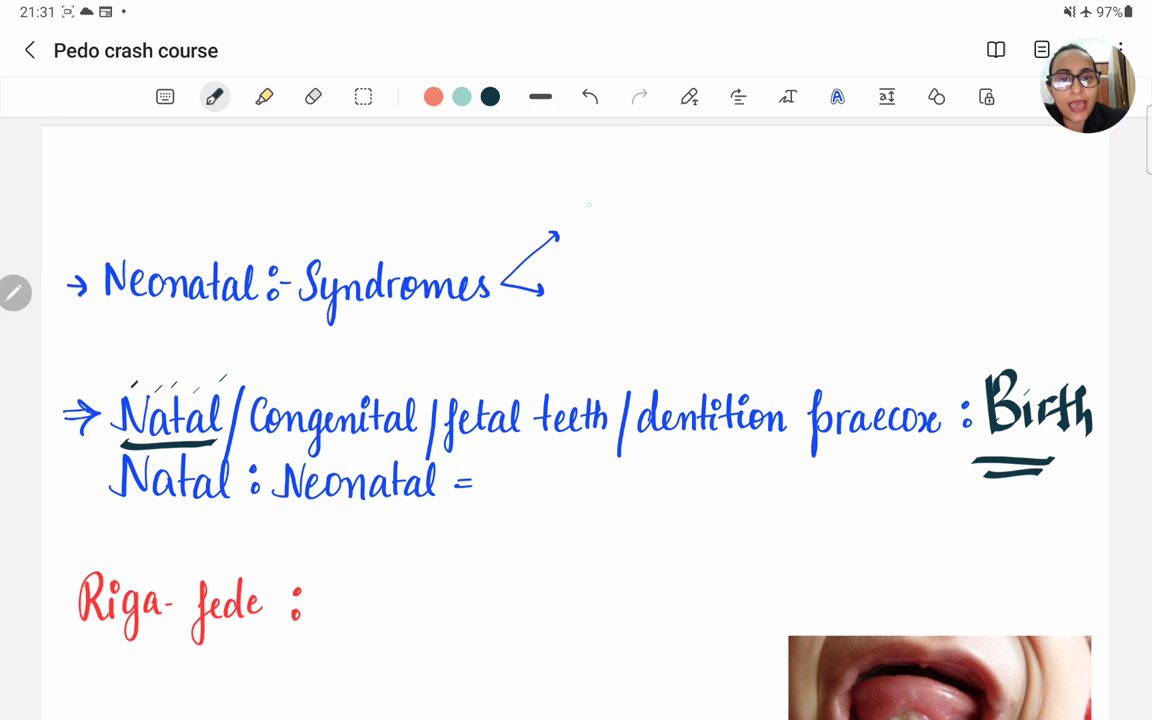 21:31 97%
Pedo crash course
→ Neonatal :- Syndromes
⇒ Natal / Congenital / fetal teeth / dentition praecox : Birth
Natal : Neonatal =
Riga- fede :